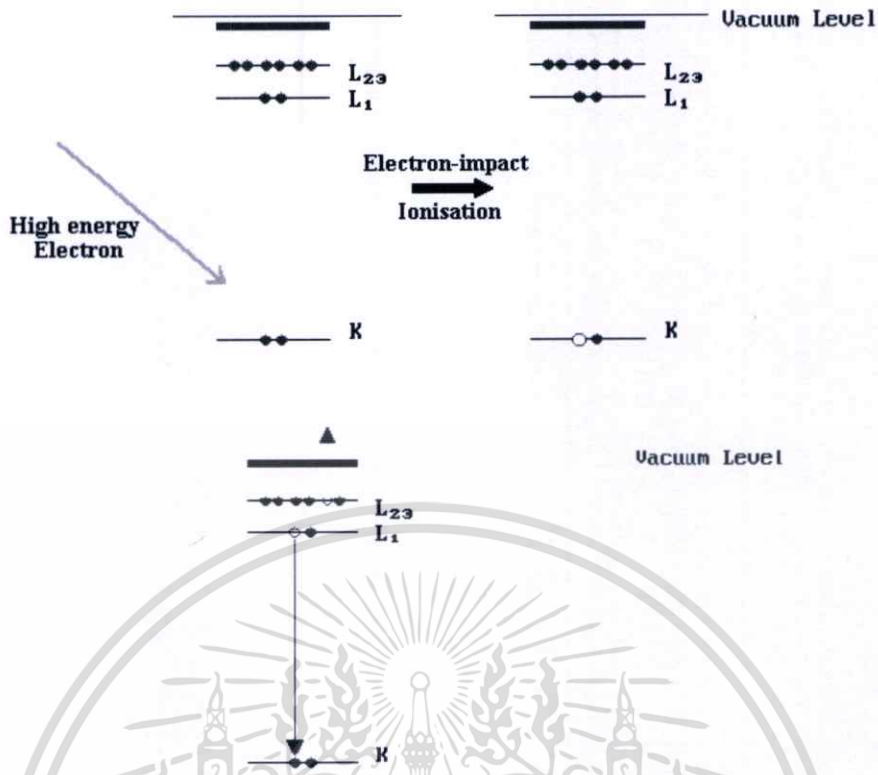 Vacuum Level
L₂₃
L₁
L₂₃
L₁
Electron-impact
Ionisation
High energy
Electron
K
K
Vacuum Level
L₂₃
L₁
K